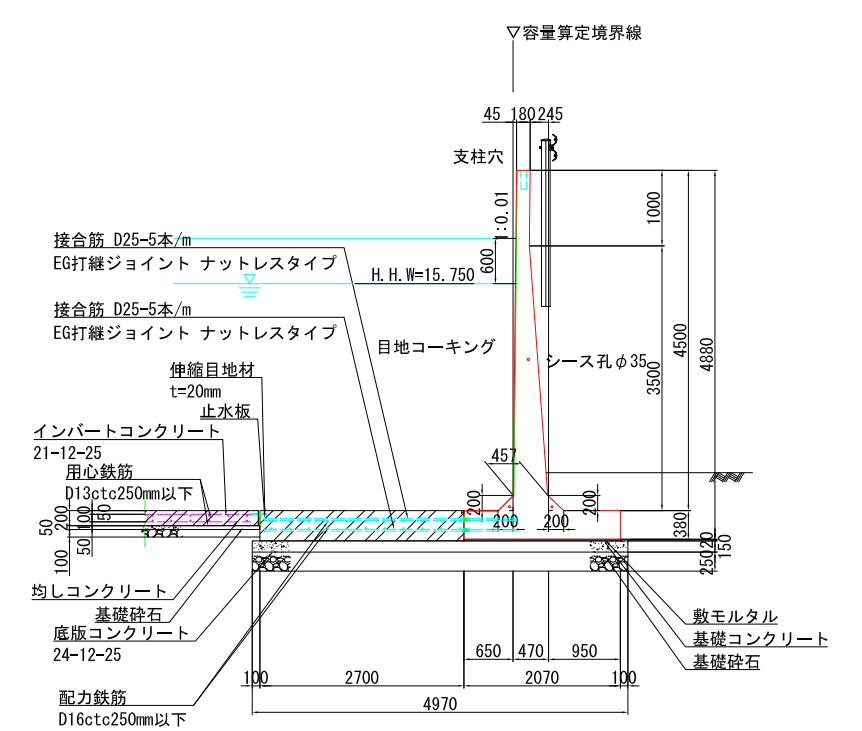 ▽容量算定境界線
45 180 245
支柱穴
1:0.01
1000
接合筋 D25-5本/m
EG打継ジョイント ナットレスタイプ
600
H.H.W=15.750
接合筋 D25-5本/m
EG打継ジョイント ナットレスタイプ
目地コーキング
シース孔φ35
3500
4500
4880
伸縮目地材
t=20mm
止水板
インバートコンクリート
21-12-25
457
用心鉄筋
D13ctc250mm以下
200
200
200
200
50
200
100
50
50
100
380
20
250
150
均しコンクリート
基礎砕石
底版コンクリート
24-12-25
敷モルタル
基礎コンクリート
基礎砕石
650 470 950
100 2700 2070 100
配力鉄筋
D16ctc250mm以下
4970